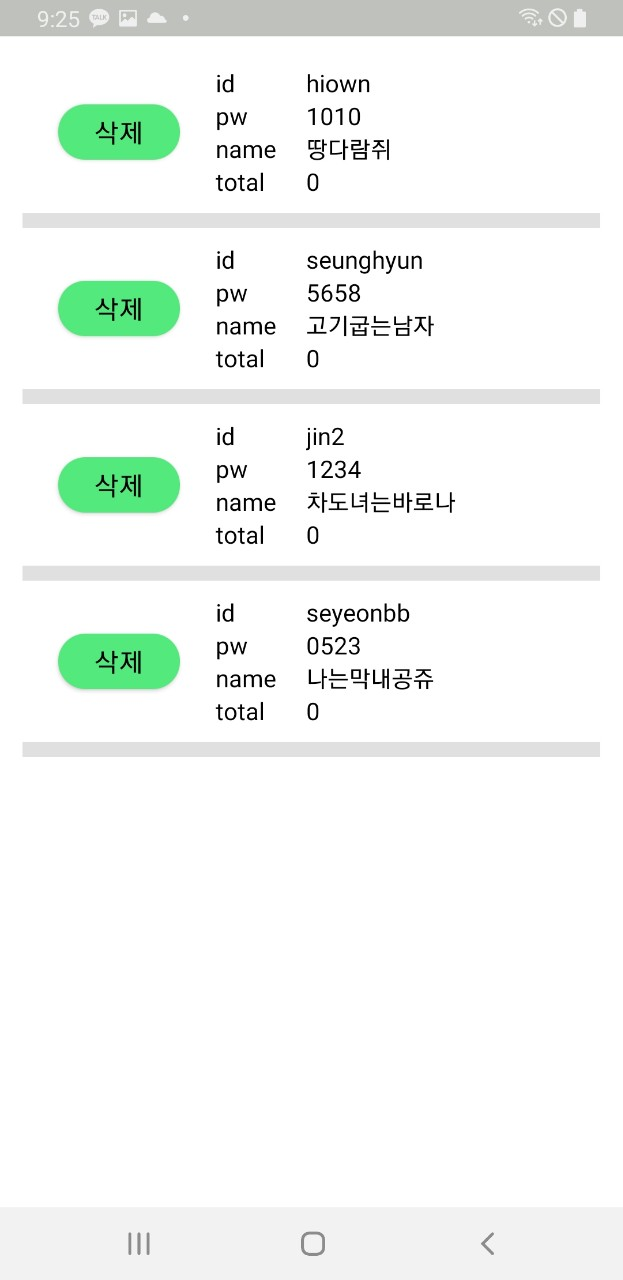 9:25 TALK
id hiown
pw 1010
삭제
name 땅다람쥐
total 0
id seunghyun
pw 5658
삭제
name 고기굽는남자
total 0
id jin2
pw 1234
삭제
name 차도녀는바로나
total 0
id seyeonbb
pw 0523
삭제
name 나는막내공쥬
total 0